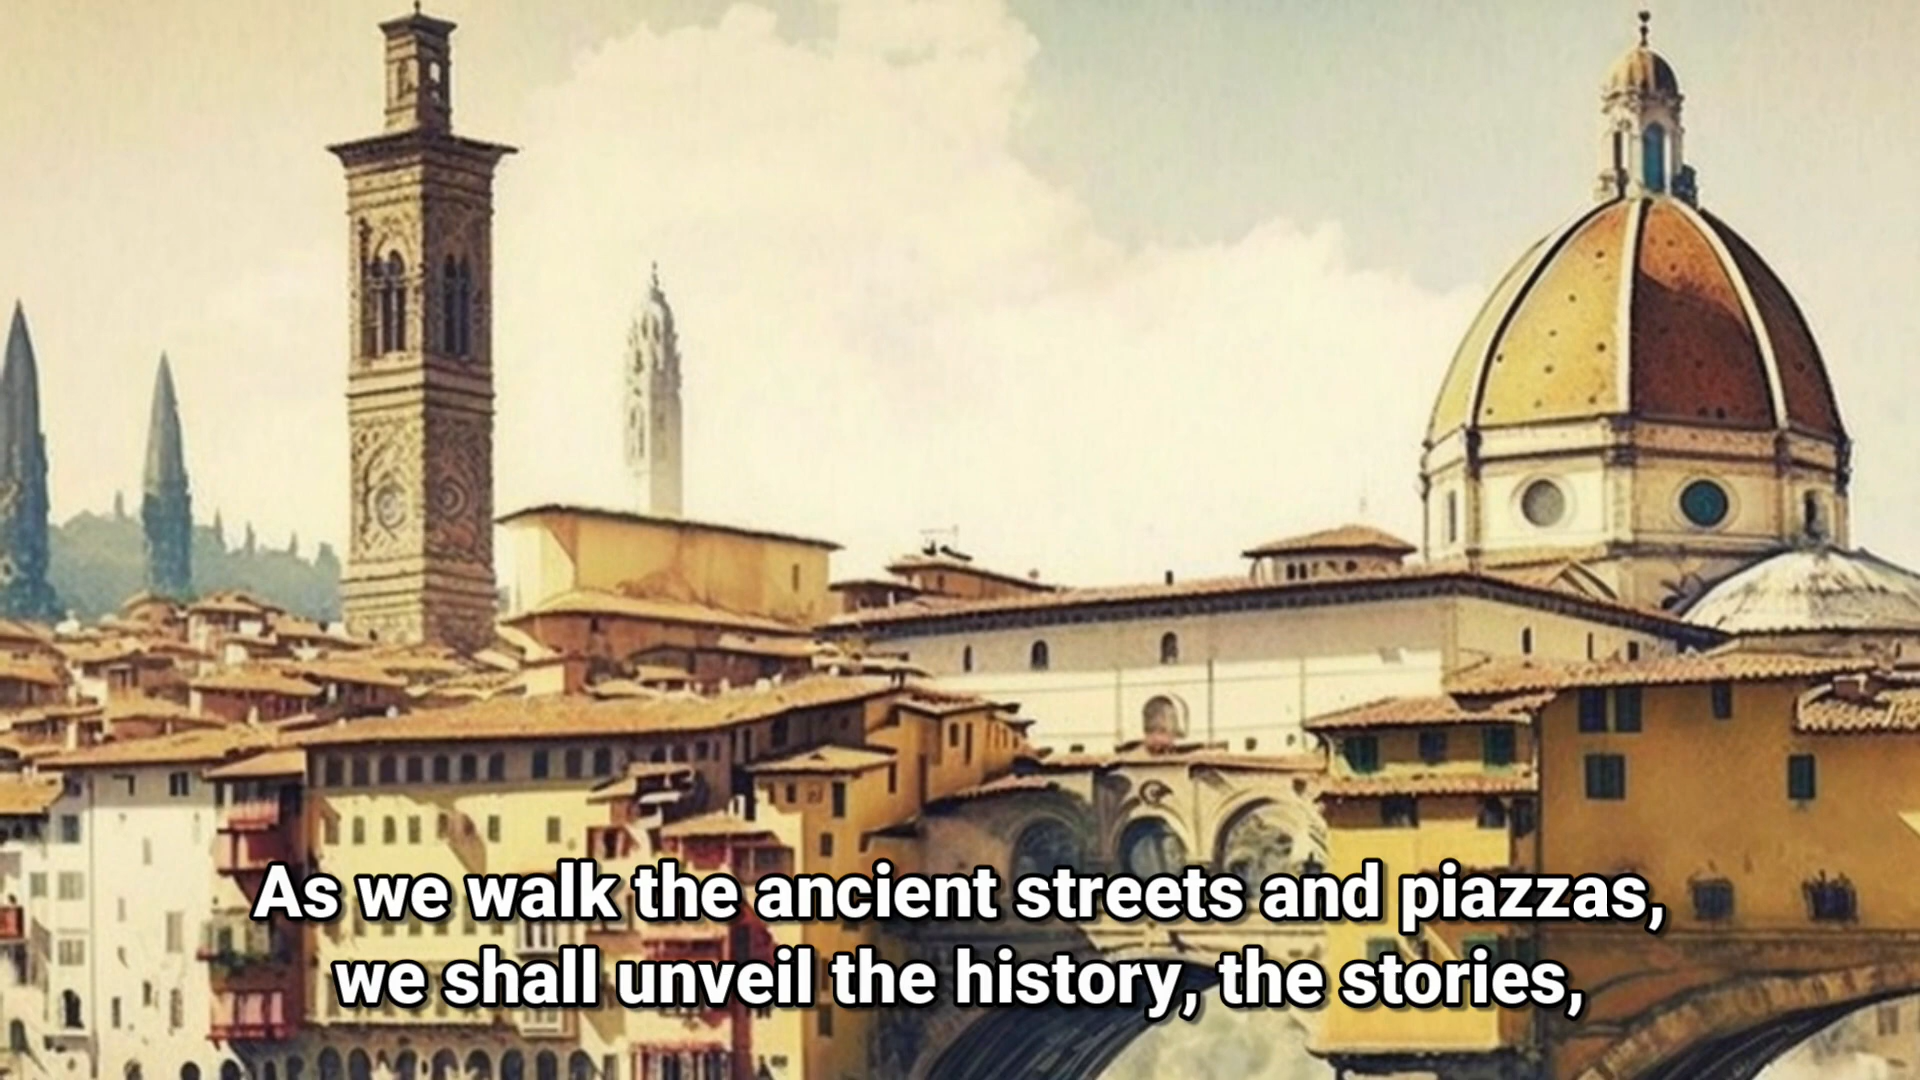 As we walk the ancient streets and piazzas,
we shall unveil the history, the stories,